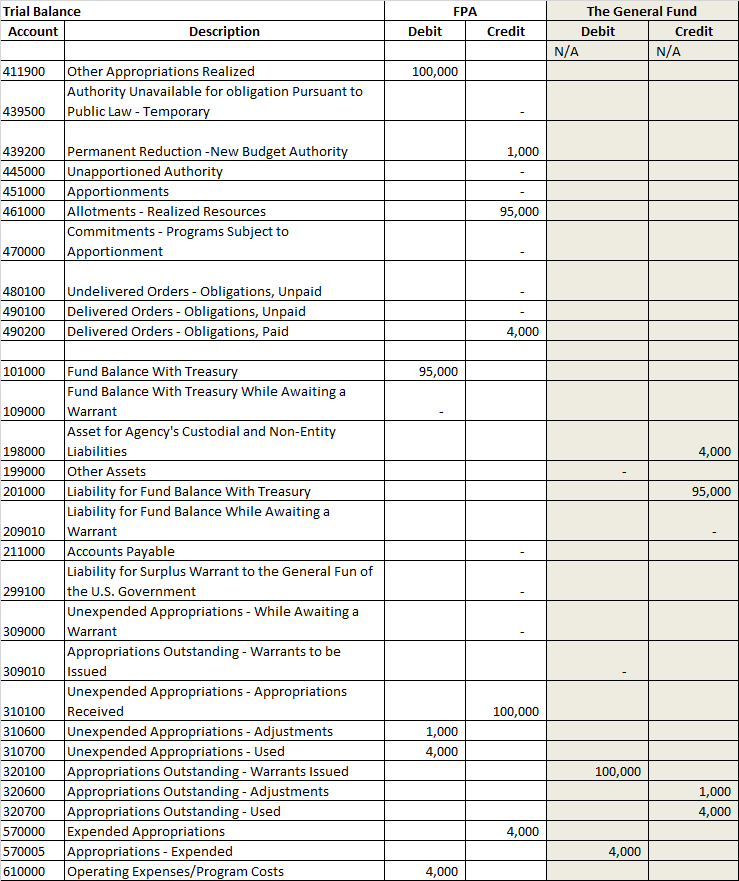 Trial Balance FPA The General Fund
Account Description Debit Credit Debit Credit
N/A N/A
411900 Other Appropriations Realized 100,000
Authority Unavailable for obligation Pursuant to
439500 Public Law - Temporary -
439200 Permanent Reduction -New Budget Authority 1,000
445000 Unapportioned Authority -
451000 Apportionments -
461000 Allotments - Realized Resources 95,000
Commitments - Programs Subject to
470000 Apportionment -
480100 Undelivered Orders - Obligations, Unpaid -
490100 Delivered Orders - Obligations, Unpaid -
490200 Delivered Orders - Obligations, Paid 4,000
101000 Fund Balance With Treasury 95,000
Fund Balance With Treasury While Awaiting a
109000 Warrant -
Asset for Agency's Custodial and Non-Entity
198000 Liabilities 4,000
199000 Other Assets -
201000 Liability for Fund Balance With Treasury 95,000
Liability for Fund Balance While Awaiting a
209010 Warrant -
211000 Accounts Payable -
Liability for Surplus Warrant to the General Fun of
299100 the U.S. Government -
Unexpended Appropriations - While Awaiting a
309000 Warrant -
Appropriations Outstanding - Warrants to be
309010 Issued -
Unexpended Appropriations - Appropriations
310100 Received 100,000
310600 Unexpended Appropriations - Adjustments 1,000
310700 Unexpended Appropriations - Used 4,000
320100 Appropriations Outstanding - Warrants Issued 100,000
320600 Appropriations Outstanding - Adjustments 1,000
320700 Appropriations Outstanding - Used 4,000
570000 Expended Appropriations 4,000
570005 Appropriations - Expended 4,000
610000 Operating Expenses/Program Costs 4,000